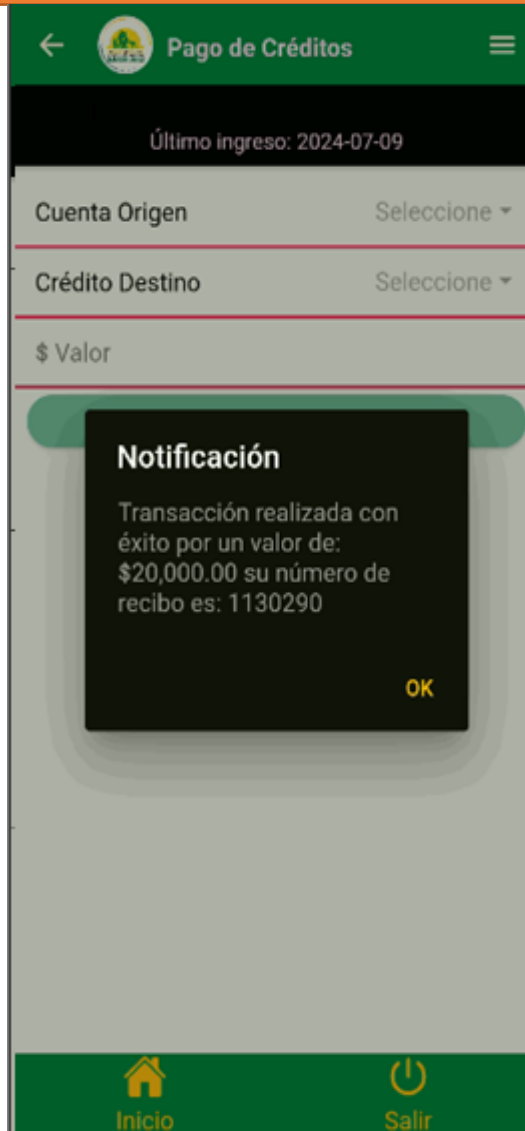 Pago de Créditos
Último ingreso: 2024-07-09
Cuenta Origen Seleccione
Crédito Destino Seleccione
$ Valor
Notificación
Transacción realizada con
éxito por un valor de:
$20,000.00 su número de
recibo es: 1130290
OK
Inicio Salir